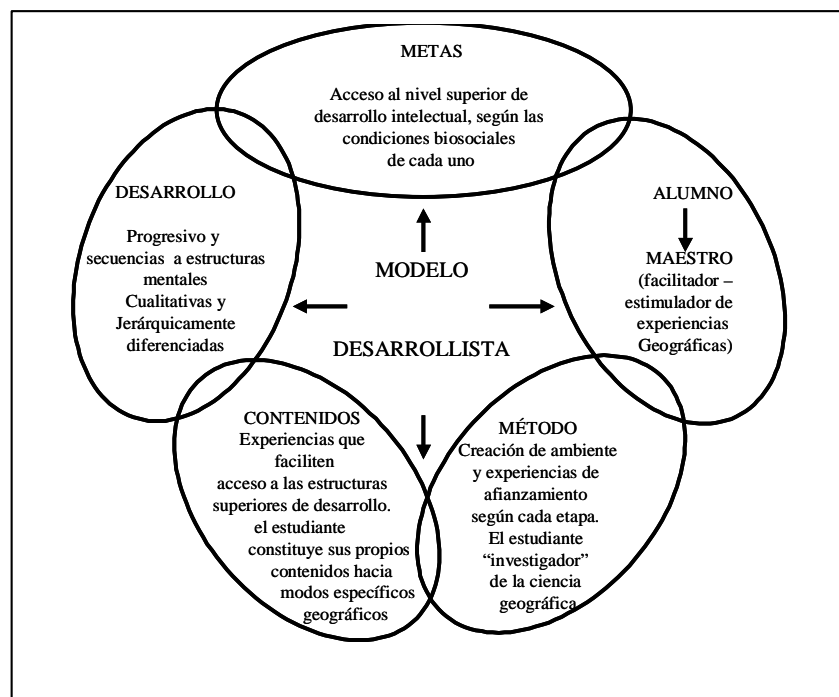 METAS
Acceso al nivel superior de
desarrollo intelectual, según las
condiciones biosociales
de cada uno
DESARROLLO
Progresivo y
secuencias a estructuras
mentales
Cualitativas y
Jerárquicamente
diferenciadas
ALUMNO
MAESTRO
(facilitador –
estimulador de
experiencias
Geográficas)
MODELO
DESARROLLISTA
CONTENIDOS
Experiencias que
faciliten
acceso a las estructuras
superiores de desarrollo.
el estudiante
constituye sus propios
contenidos hacia
modos específicos
geográficos
MÉTODO
Creación de ambiente
y experiencias de
afianzamiento
según cada etapa.
El estudiante
“investigador”
de la ciencia
geográfica